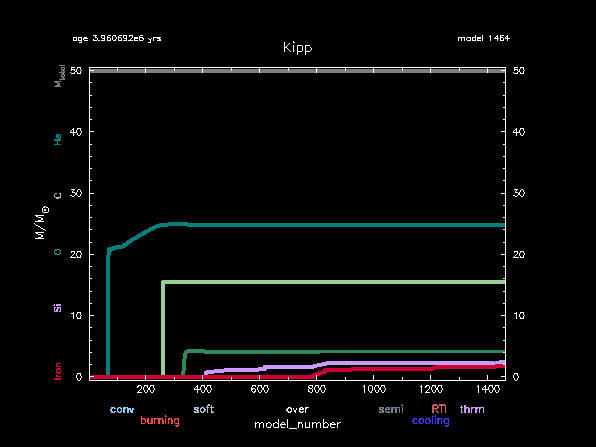 age 3.960692e6 yrs
model 1464
Kipp
M/M⊙
Mtotal
He
C
O
Si
Iron
50
40
30
20
10
0
50
40
30
20
10
0
200 400 600 800 1000 1200 1400
conv soft over semi RTI thrm
burning cooling
model_number